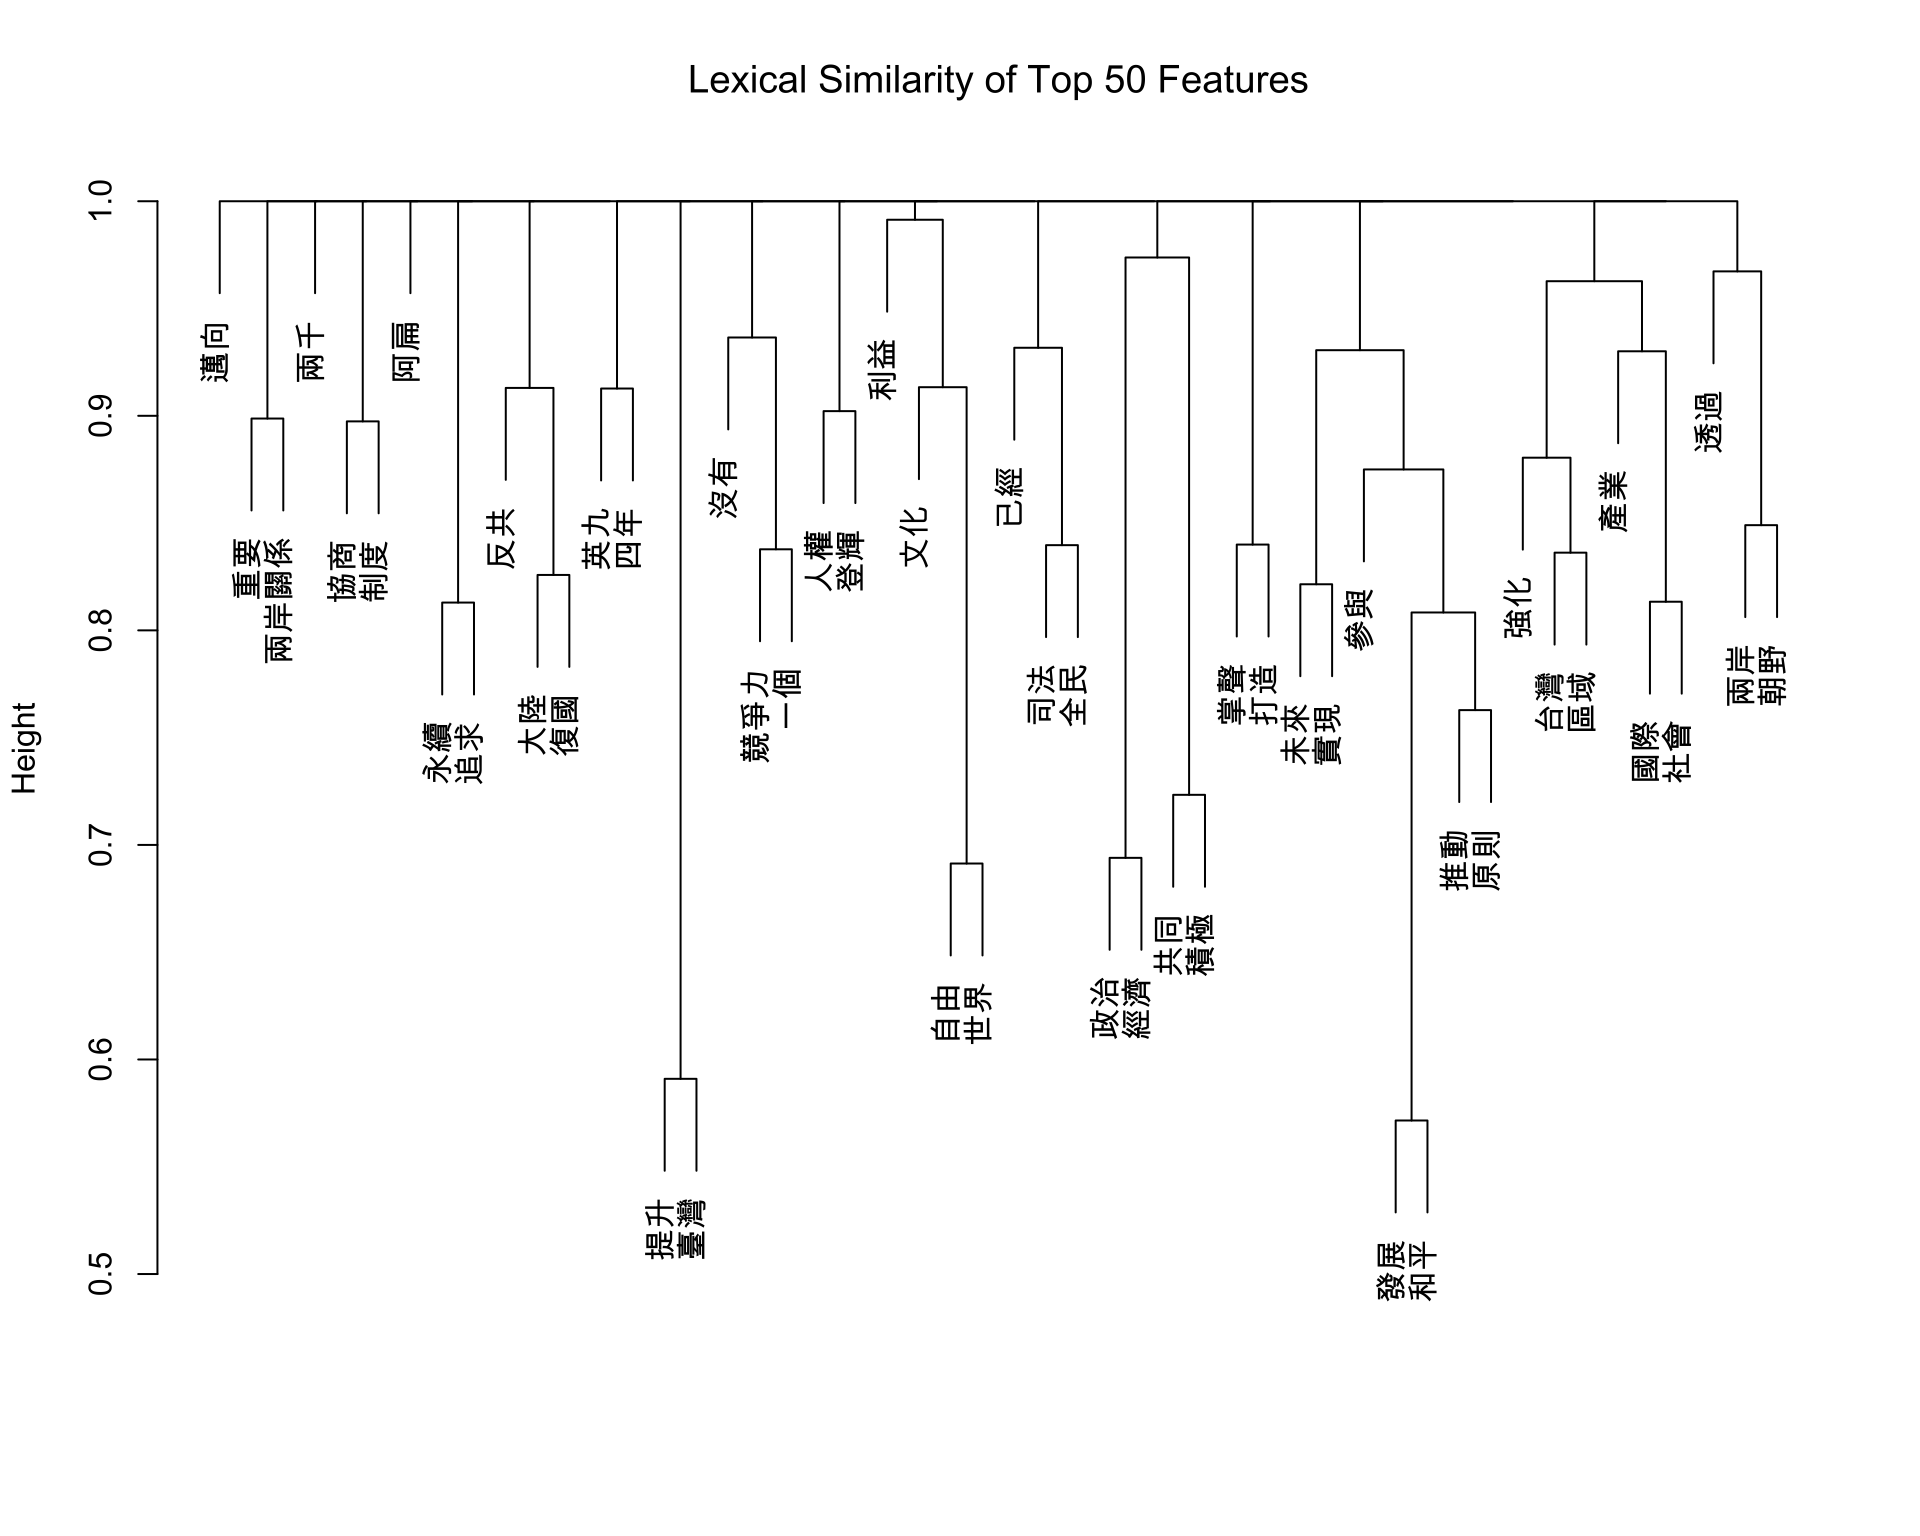 Lexical Similarity of Top 50 Features
Height
1.0
0.9
0.8
0.7
0.6
0.5
邁向
重要
兩岸關係
兩千
協商
制度
阿扁
永續
追求
反共
大陸
復國
英九
四年
提升
臺灣
沒有
競爭力
一個
人權
登輝
利益
文化
自由
世界
已經
司法
全民
政治
經濟
共同
積極
掌聲
打造
未來
實現
參與
發展
和平
推動
原則
強化
台灣
區域
產業
國際
社會
透過
兩岸
朝野